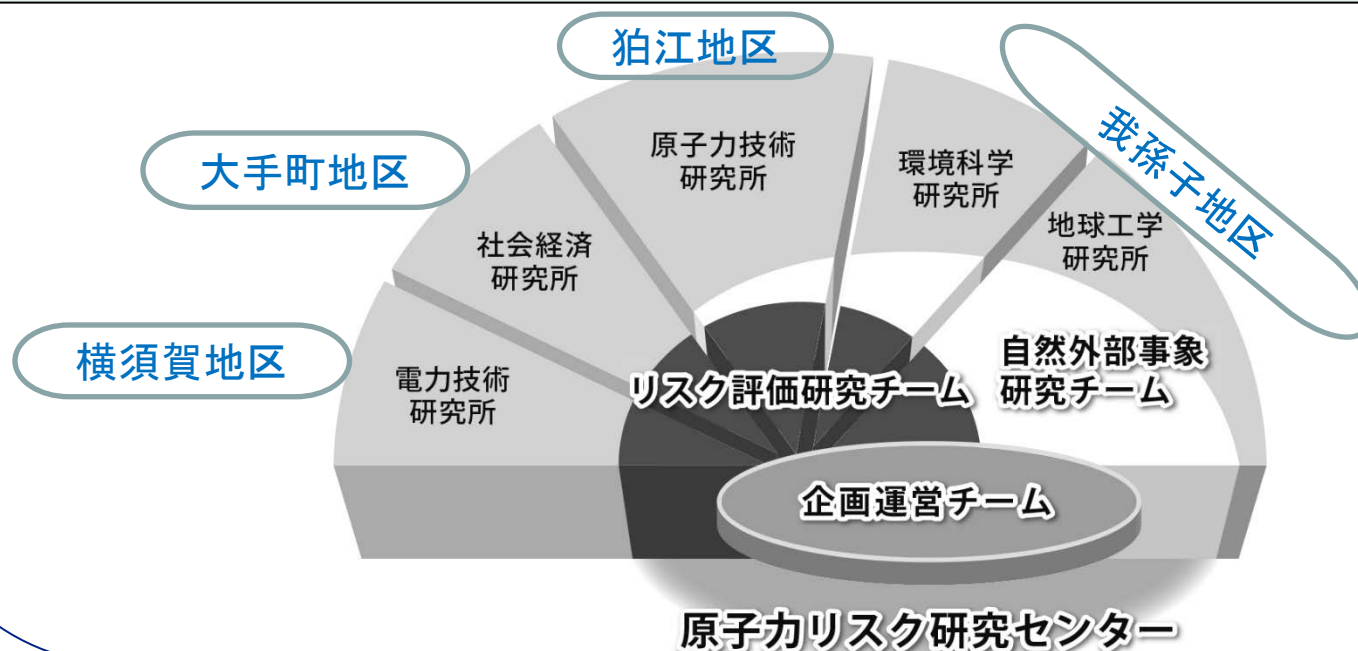 狛江地区
我孫子地区
大手町地区
横須賀地区
原子力技術
研究所
環境科学
研究所
地球工学
研究所
社会経済
研究所
電力技術
研究所
リスク評価研究チーム
自然外部事象
研究チーム
企画運営チーム
原子力リスク研究センター